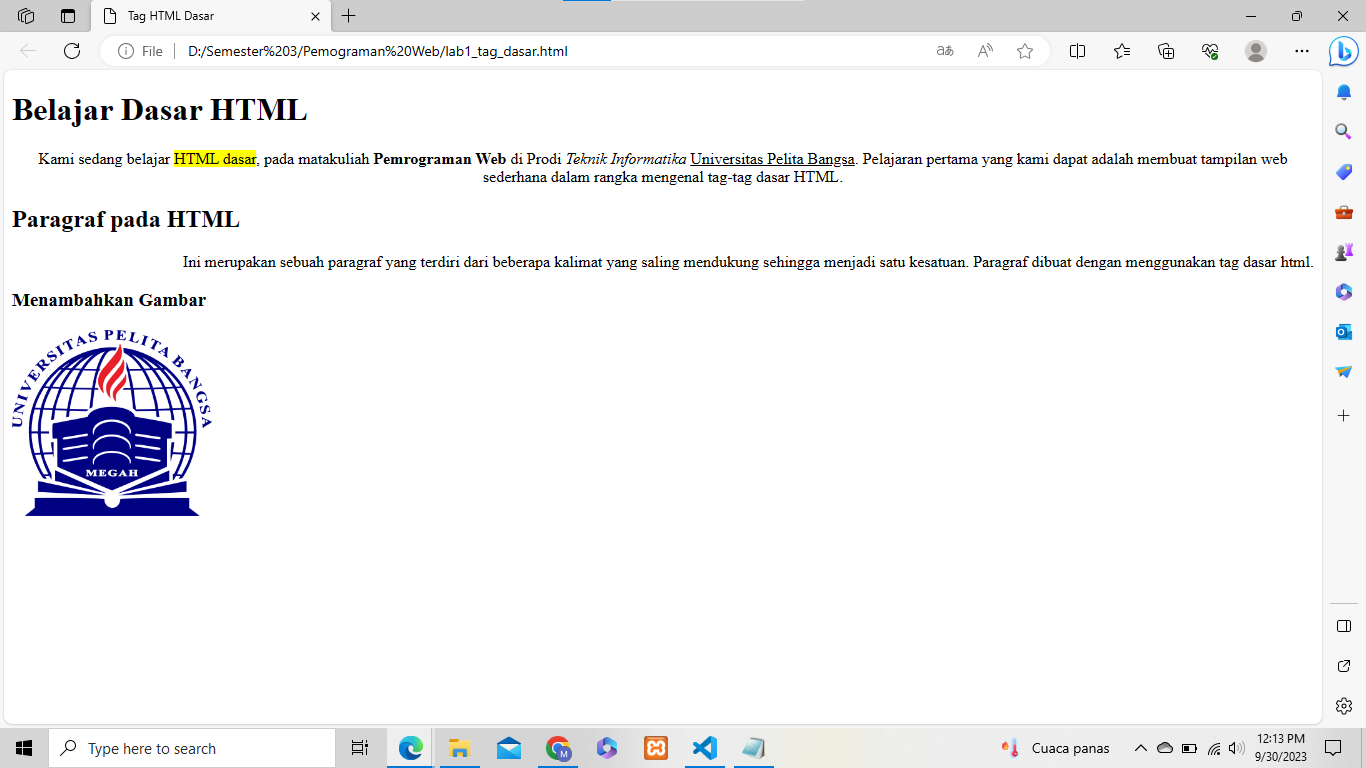 Tag HTML Dasar
File
D:/Semester%203/Pemograman%20Web/lab1_tag_dasar.html
Belajar Dasar HTML
Kami sedang belajar HTML dasar, pada matakuliah Pemrograman Web di Prodi Teknik Informatika Universitas Pelita Bangsa. Pelajaran pertama yang kami dapat adalah membuat tampilan web
sederhana dalam rangka mengenal tag-tag dasar HTML.
Paragraf pada HTML
Ini merupakan sebuah paragraf yang terdiri dari beberapa kalimat yang saling mendukung sehingga menjadi satu kesatuan. Paragraf dibuat dengan menggunakan tag dasar html.
Menambahkan Gambar
UNIVERSITAS PELITA BANGSA
MEGAH
Type here to search
Cuaca panas
12:13 PM
9/30/2023